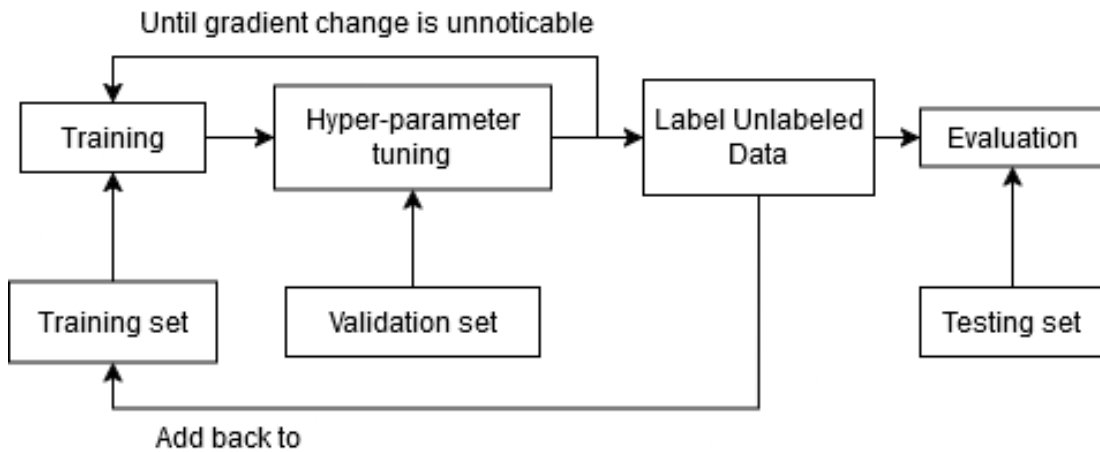 Until gradient change is unnoticable
Training
Hyper-parameter
tuning
Label Unlabeled
Data
Evaluation
Training set
Validation set
Testing set
Add back to